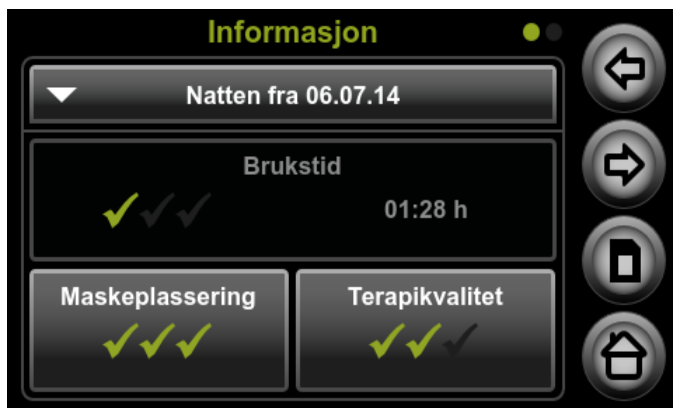 Informasjon
Natten fra 06.07.14
Brukstid
01:28 h
Maskeplassering
Terapikvalitet